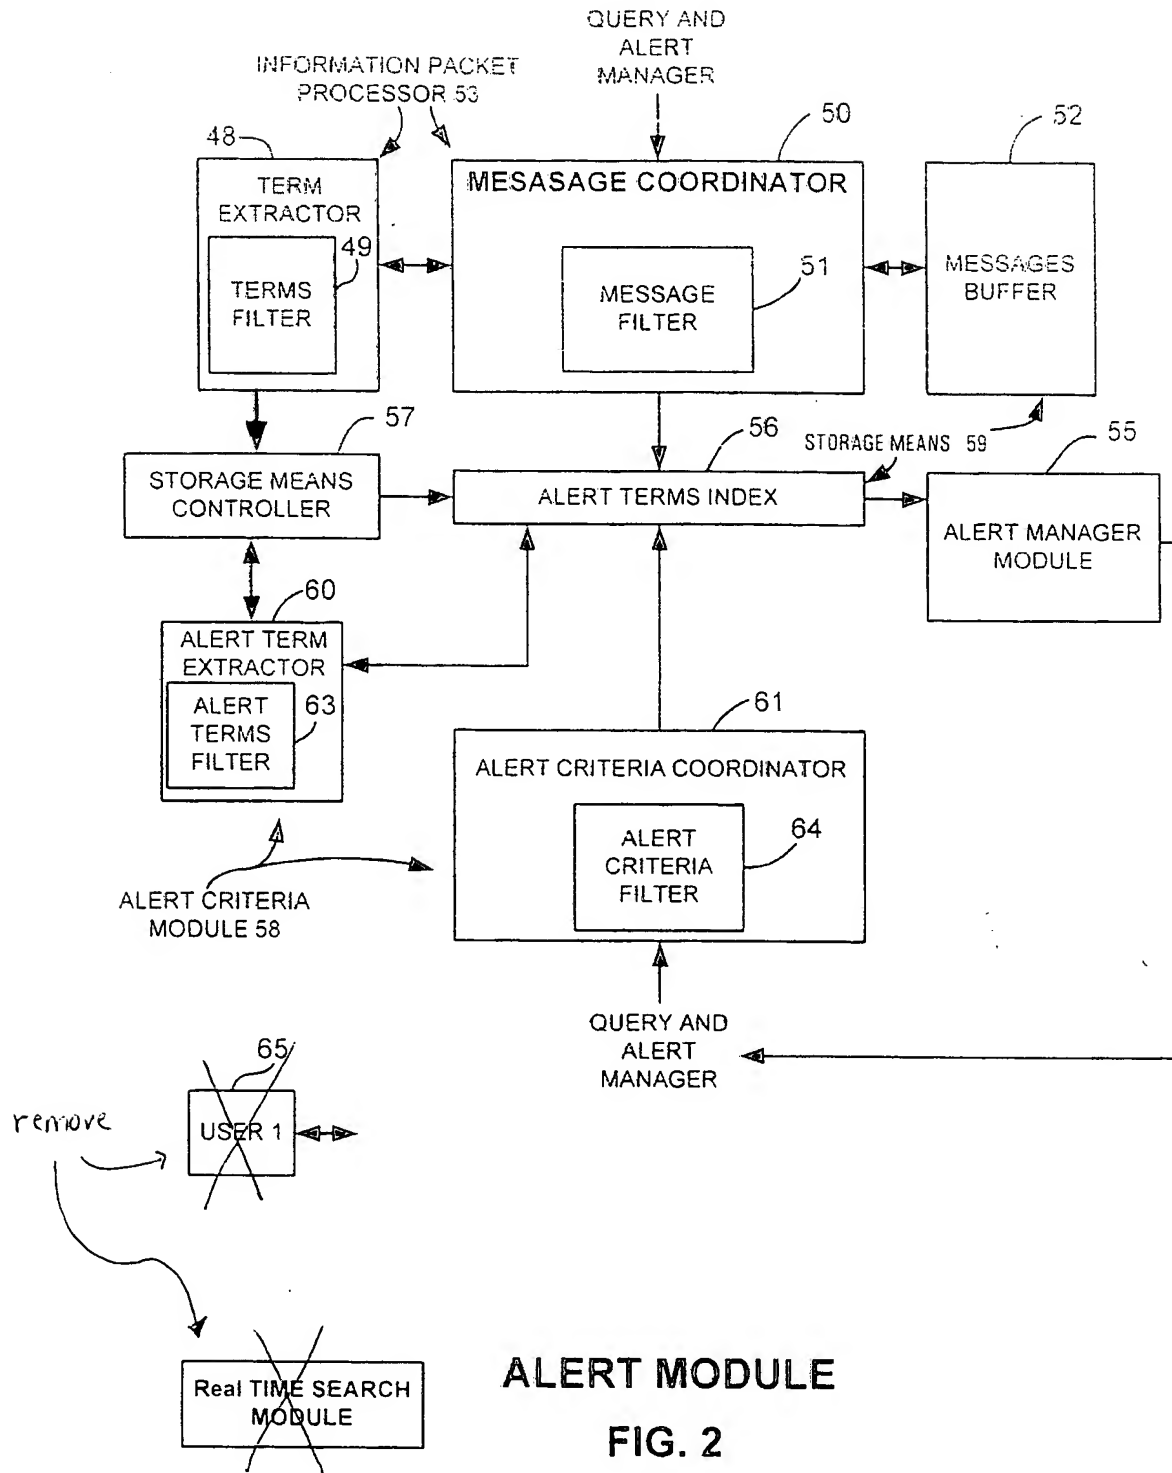 QUERY AND
ALERT
MANAGER
INFORMATION PACKET
PROCESSOR 53
48
TERM
EXTRACTOR
49
TERMS
FILTER
50
MESASAGE COORDINATOR
51
MESSAGE
FILTER
52
MESSAGES
BUFFER
57
STORAGE MEANS
CONTROLLER
56
ALERT TERMS INDEX
STORAGE MEANS 59
55
ALERT MANAGER
MODULE
60
ALERT TERM
EXTRACTOR
ALERT
TERMS
FILTER
63
61
ALERT CRITERIA COORDINATOR
ALERT
CRITERIA
FILTER
64
ALERT CRITERIA
MODULE 58
QUERY AND
ALERT
MANAGER
65
USER 1
remove
Real TIME SEARCH
MODULE
ALERT MODULE
FIG. 2